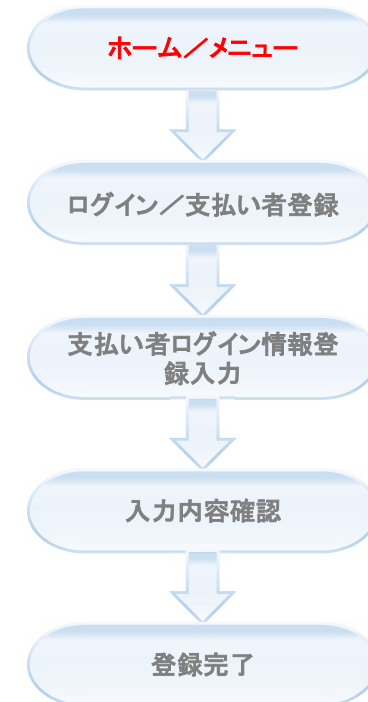 ホーム／メニュー
ログイン／支払い者登録
支払い者ログイン情報登
録入力
入力内容確認
登録完了